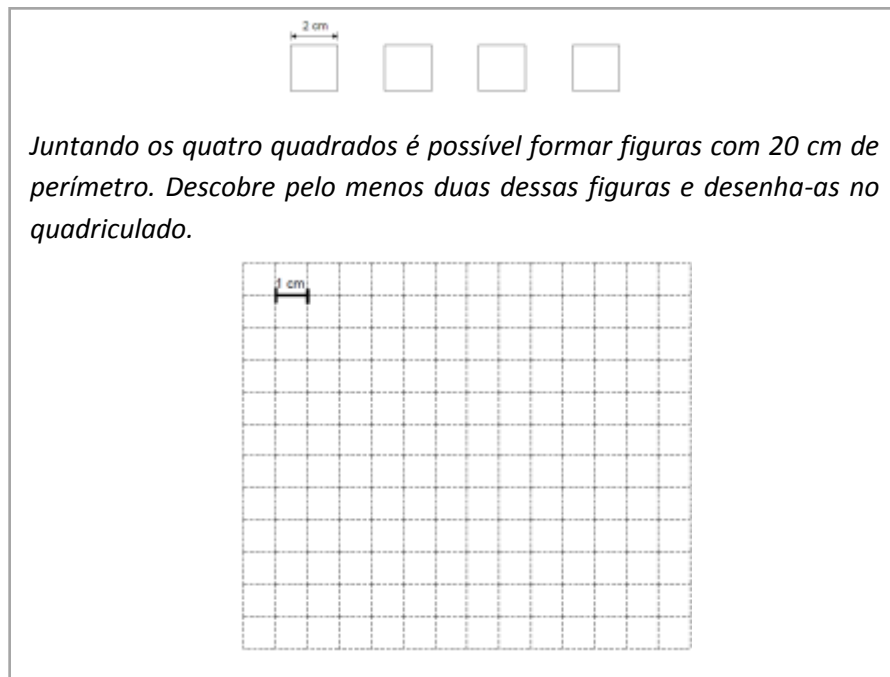 2 cm
Juntando os quatro quadrados é possível formar figuras com 20 cm de
perímetro. Descobre pelo menos duas dessas figuras e desenha-as no
quadriculado.
1 cm